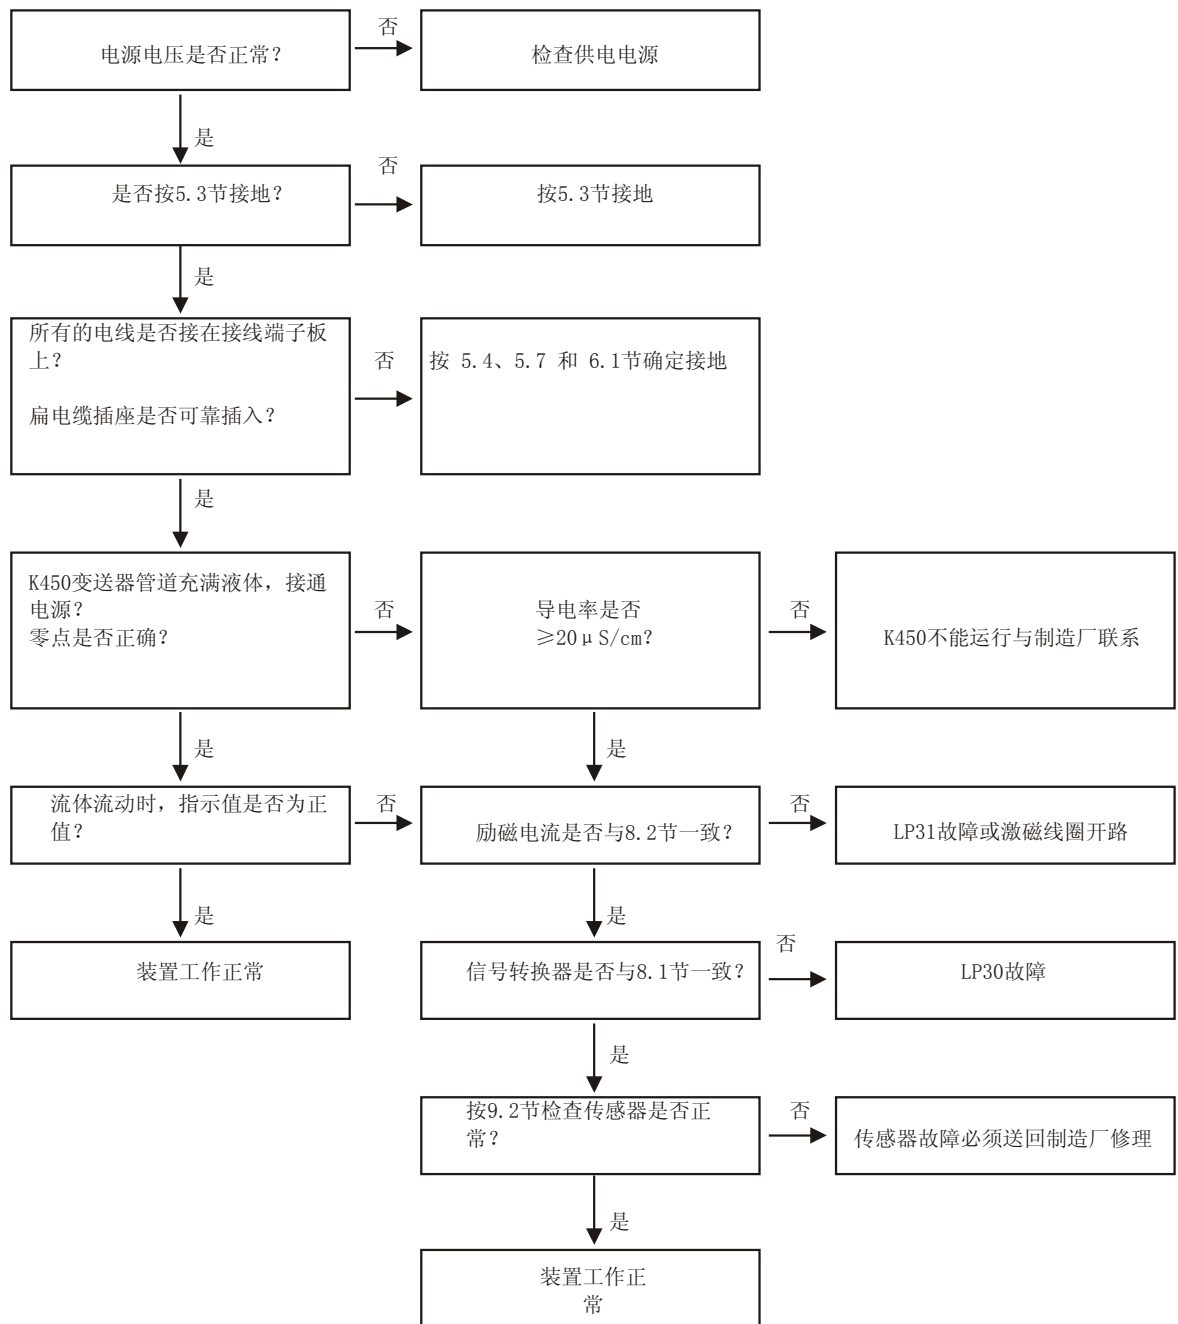 否
电源电压是否正常？
检查供电电源
是
否
是否按5.3节接地？
按5.3节接地
是
所有的电线是否接在接线端子板
上？
扁电缆插座是否可靠插入？
否
按 5.4、5.7 和 6.1节确定接地
是
K450变送器管道充满液体，接通
电源？
零点是否正确？
否
导电率是否
≥20μS/cm？
否
K450不能运行与制造厂联系
是
是
流体流动时，指示值是否为正
值？
否
励磁电流是否与8.2节一致？
否
LP31故障或激磁线圈开路
是
是
装置工作正常
信号转换器是否与8.1节一致？
否
LP30故障
是
按9.2节检查传感器是否正
常？
否
传感器故障必须送回制造厂修理
是
装置工作正
常